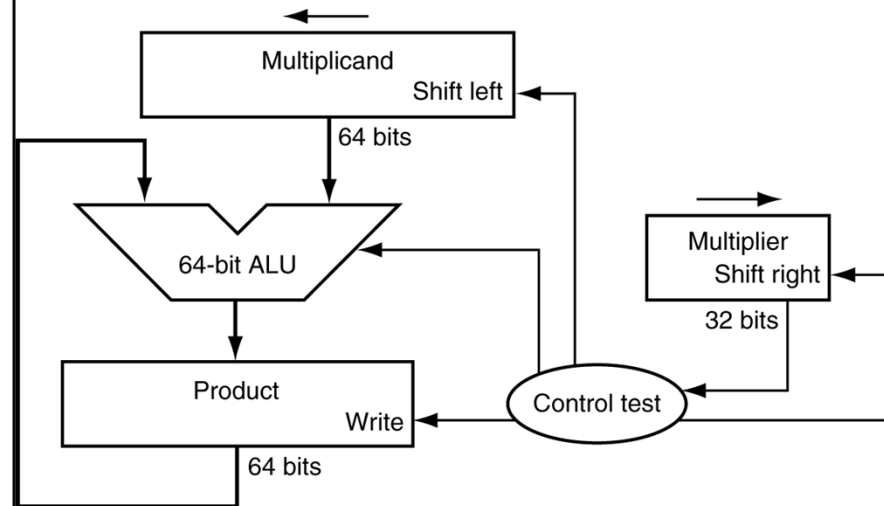 Multiplicand
Shift left
64 bits
64-bit ALU
Multiplier
Shift right
32 bits
Product
Control test
Write
64 bits